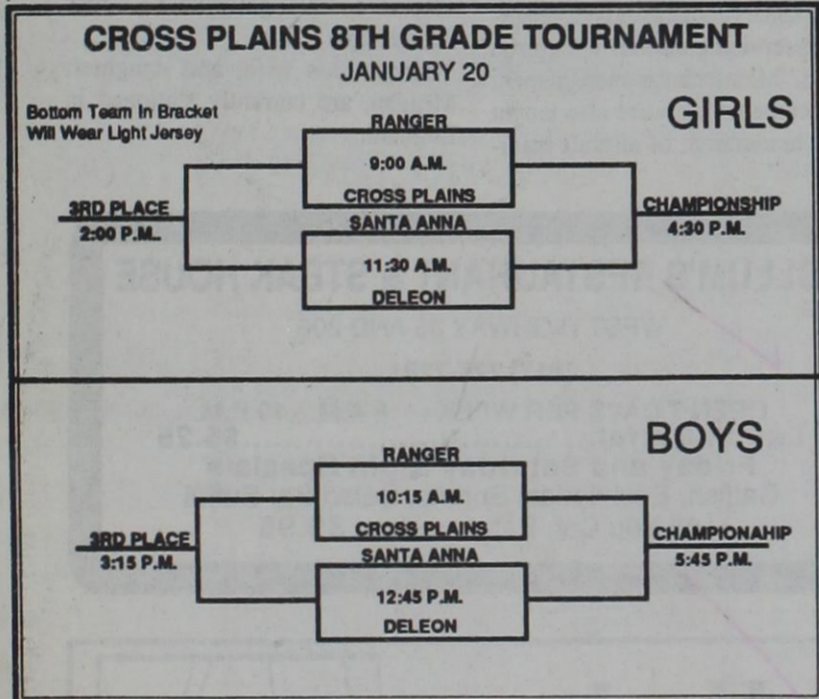 CROSS PLAINS 8TH GRADE TOURNAMENT
JANUARY 20
Bottom Team In Bracket
Will Wear Light Jersey
GIRLS
RANGER
9:00 A.M.
CROSS PLAINS
SANTA ANNA
11:30 A.M.
DELEON
3RD PLACE
2:00 P.M..
CHAMPIONSHIP
4:30 P.M.
BOYS
RANGER
10:15 A.M.
CROSS PLAINS
SANTA ANNA
12:45 P.M.
DELEON
3RD PLACE
3:15 P.M.
CHAMPIONAHIP
5:45 P.M.